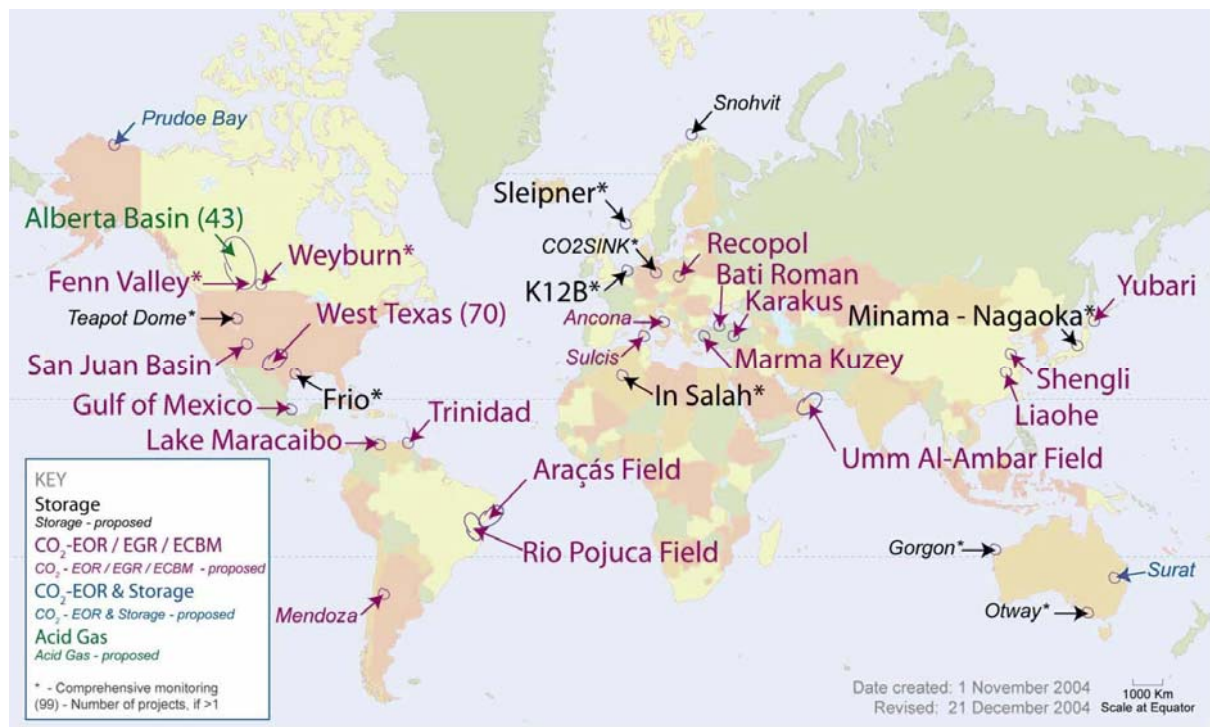 Prudoe Bay
Snohvit
Sleipner*
Alberta Basin (43)
CO2SINK*
Recopol
Weyburn*
Bati Roman
Fenn Valley*
K12B*
Karakus
Yubari
Teapot Dome*
West Texas (70)
Ancona
Minama - Nagaoka*
Sulcis
Marma Kuzey
San Juan Basin
Shengli
Frio*
In Salah*
Gulf of Mexico
Trinidad
Liaohe
Lake Maracaibo
Umm Al-Ambar Field
Araçás Field
Rio Pojuca Field
Gorgon*
Surat
Mendoza
Otway*
KEY
Storage
Storage - proposed
CO₂-EOR / EGR / ECBM
CO₂ - EOR / EGR / ECBM - proposed
CO₂-EOR & Storage
CO₂ - EOR & Storage - proposed
Acid Gas
Acid Gas - proposed
* - Comprehensive monitoring
(99) - Number of projects, if >1
Date created: 1 November 2004
Revised: 21 December 2004
1000 Km
Scale at Equator